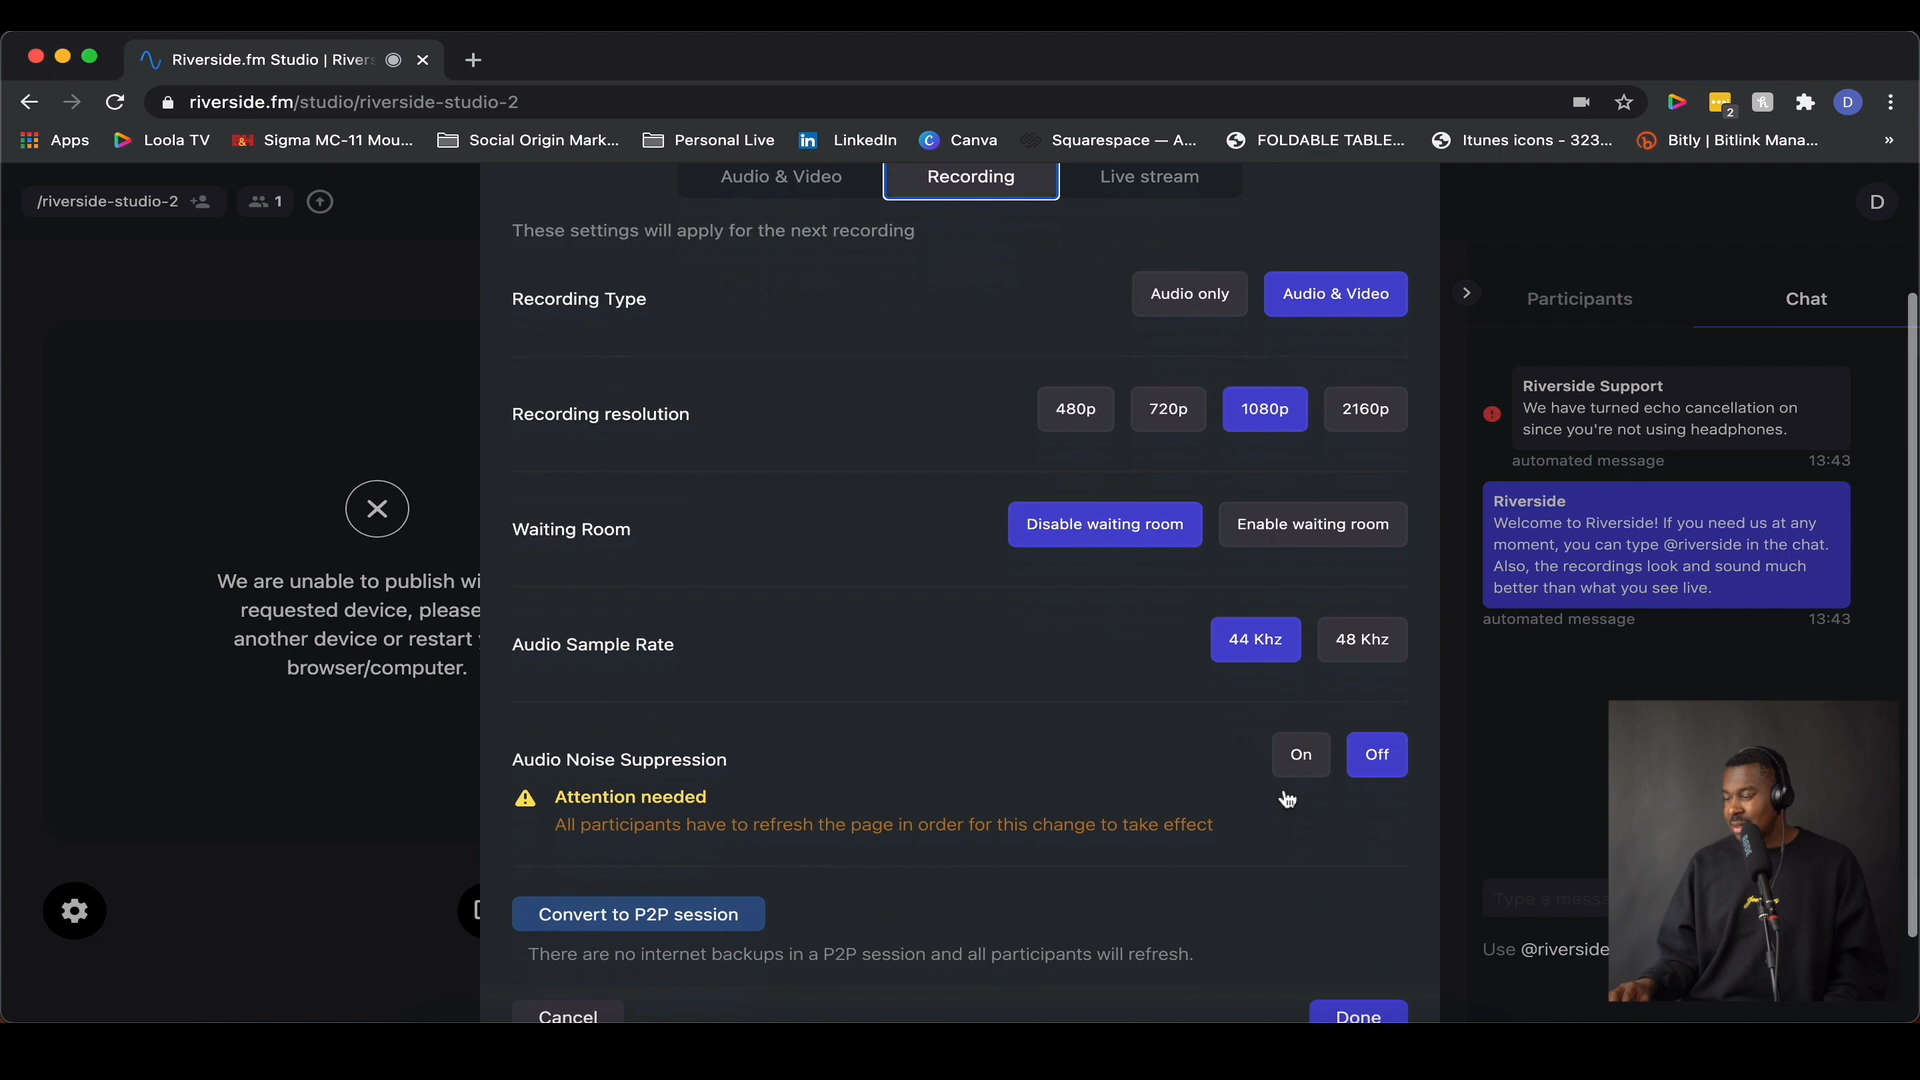 Riverside.fm Studio | Rivers
riverside.fm/studio/riverside-studio-2
2
D
Apps
Loola TV
Sigma MC-11 Mou...
Social Origin Mark...
Personal Live
LinkedIn
Canva
Squarespace — A...
FOLDABLE TABLE...
Itunes icons - 323...
Bitly | Bitlink Mana...
»
/riverside-studio-2
1
Audio & Video
Recording
Live stream
D
These settings will apply for the next recording
Recording Type
Audio only
Audio & Video
Participants
Chat
Recording resolution
480p
720p
1080p
2160p
Riverside Support
We have turned echo cancellation on
since you're not using headphones.
automated message
13:43
Waiting Room
Disable waiting room
Enable waiting room
Riverside
Welcome to Riverside! If you need us at any
moment, you can type @riverside in the chat.
Also, the recordings look and sound much
better than what you see live.
automated message
13:43
We are unable to publish wi
requested device, please
another device or restart
browser/computer.
Audio Sample Rate
44 Khz
48 Khz
Audio Noise Suppression
On
Off
Attention needed
All participants have to refresh the page in order for this change to take effect
Convert to P2P session
There are no internet backups in a P2P session and all participants will refresh.
Type a messa
Use @riverside
Cancel
Done